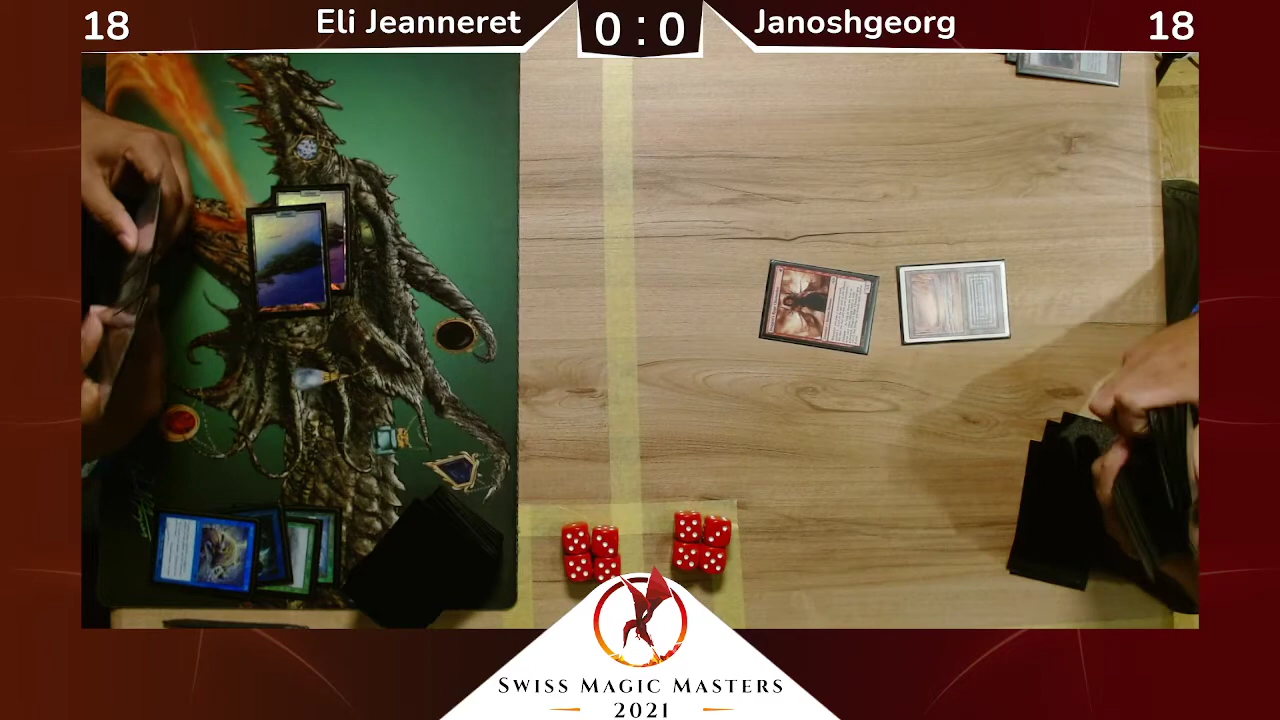 18
Eli Jeanneret
0 : 0
Janoshgeorg
18
SWISS MAGIC MASTERS
2021